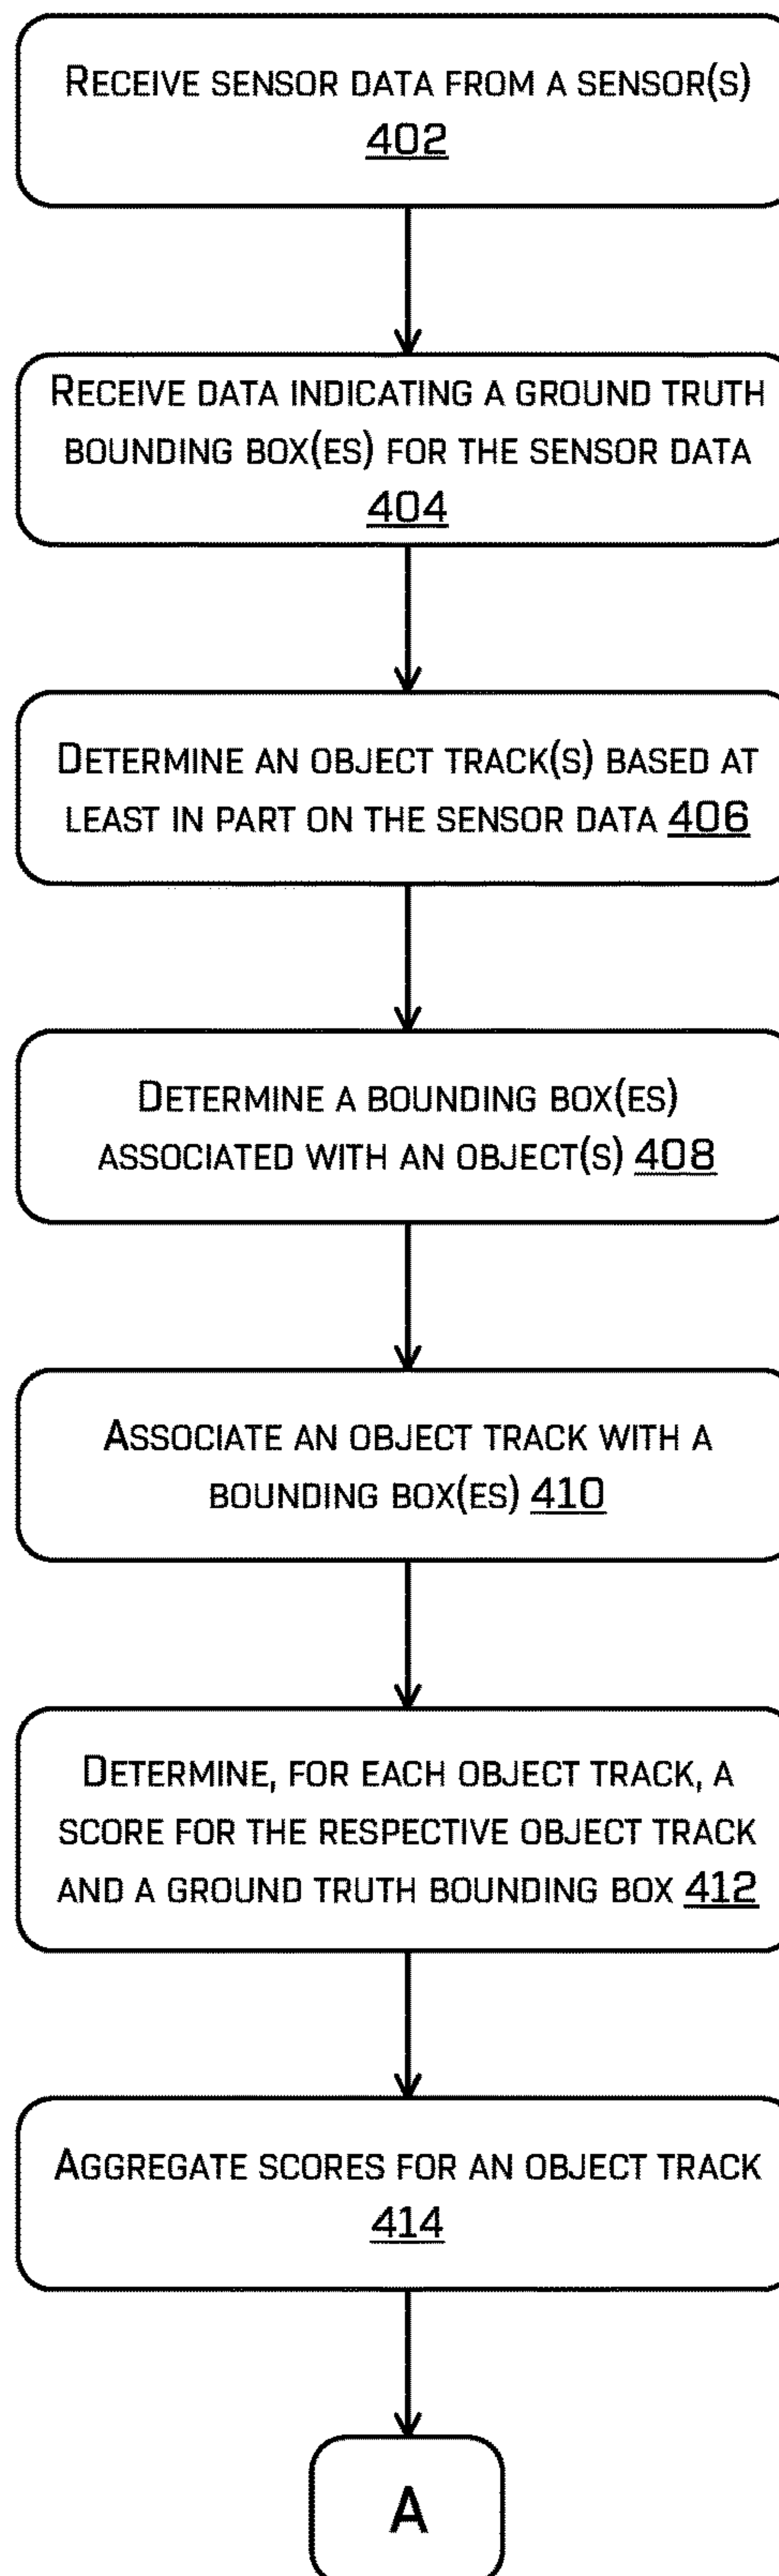 RECEIVE SENSOR DATA FROM A SENSOR(S)
402
RECEIVE DATA INDICATING A GROUND TRUTH
BOUNDING BOX(ES) FOR THE SENSOR DATA
404
DETERMINE AN OBJECT TRACK(S) BASED AT
LEAST IN PART ON THE SENSOR DATA 406
DETERMINE A BOUNDING BOX(ES)
ASSOCIATED WITH AN OBJECT(S) 408
ASSOCIATE AN OBJECT TRACK WITH A
BOUNDING BOX(ES) 410
DETERMINE, FOR EACH OBJECT TRACK, A
SCORE FOR THE RESPECTIVE OBJECT TRACK
AND A GROUND TRUTH BOUNDING BOX 412
AGGREGATE SCORES FOR AN OBJECT TRACK
414
A